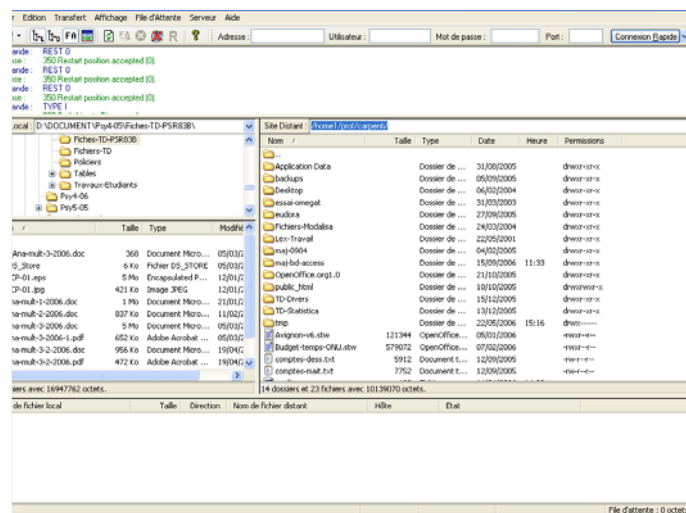 Edition Transfert Affichage File d'Attente Serveur Aide
Adresse : Utilisateur : Mot de passe : Port : Connexion Rapide
ande : REST 0
se : 350 Restart position accepted (0).
ande : REST 0
se : 350 Restart position accepted (0).
ande : REST 0
se : 350 Restart position accepted (0).
ande : TYPE I
ocal : D:\DOCUMENT\Psy4-05\Fiches-TD-PSR83B\
Fiches-TD-PSR83B
Fichiers-TD
Policiers
Tables
Travaux-Etudiants
Psy4-06
Psy5-05
Taille Type Modifié
Ana-mult-3-2006.doc 368 Document Micro... 05/03/2
S_Store 6 Ko Fichier DS_STORE 05/03/2
P-01.eps 5 Mo Encapsulated P... 12/01/2
P-01.jpg 421 Ko Image JPEG 12/01/2
na-mult-1-2006.doc 1 Mo Document Micro... 21/01/2
na-mult-2-2006.doc 837 Ko Document Micro... 11/02/2
na-mult-3-2006.doc 5 Mo Document Micro... 05/03/2
na-mult-3-2006-1.pdf 652 Ko Adobe Acrobat ... 05/03/2
na-mult-3-2-2006.doc 956 Ko Document Micro... 19/04/2
na-mult-3-2-2006.pdf 472 Ko Adobe Acrobat ... 19/04/2
iers avec 16947762 octets.
Site Distant : /home1/prof/carpenti/
Nom Taille Type Date Heure Permissions
..
Application Data Dossier de ... 31/08/2005 drwxr-xr-x
backups Dossier de ... 05/09/2005 drwxr-xr-x
Desktop Dossier de ... 06/02/2004 drwxr-xr-x
essai-omegat Dossier de ... 31/03/2003 drwxr-xr-x
eudora Dossier de ... 27/09/2005 drwxr-xr-x
Fichiers-Modalisa Dossier de ... 24/03/2004 drwxr-xr-x
Lex-Travail Dossier de ... 22/05/2001 drwxr-xr-x
maj-0904 Dossier de ... 04/02/2005 drwxr-xr-x
maj-bd-access Dossier de ... 15/09/2006 11:33 drwxr-xr-x
OpenOffice.org1.0 Dossier de ... 21/10/2005 drwxr-xr-x
public_html Dossier de ... 10/10/2005 drwxrwxr-x
TD-Divers Dossier de ... 15/12/2005 drwxr-xr-x
TD-Statistica Dossier de ... 13/12/2005 drwxr-xr-x
tmp Dossier de ... 22/05/2006 15:16 drwx------
Avignon-v6.stw 121344 OpenOffice... 05/01/2006 -rwxr--r--
Budget-temps-ONU.stw 579072 OpenOffice... 07/02/2006 -rwxr--r--
comptes-dess.txt 5912 Document t... 12/09/2005 -rw-r--r--
comptes-mait.txt 7752 Document t... 12/09/2005 -rw-r--r--
14 dossiers et 23 fichiers avec 10139070 octets.
de fichier local Taille Direction Nom de fichier distant Hôte Etat
File d'attente : 0 octets